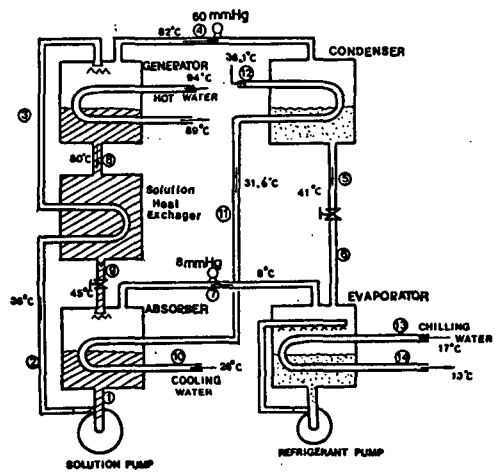 60 mmHg
82°C
④
CONDENSER
GENERATOR
36,1°C
⑫
94°C
HOT WATER
③
89°C
80°C
⑧
Solution
Heat
Exchager
31,6°C
41°C
⑤
⑪
⑥
⑨
8mmHg
8°C
36°C
45°C
⑦
EVAPORATOR
ABSORBER
⑬
CHILLING
WATER
17°C
②
⑩
⑭
COOLING
WATER
26°C
13°C
①
SOLUTION PUMP
REFRIGERANT PUMP